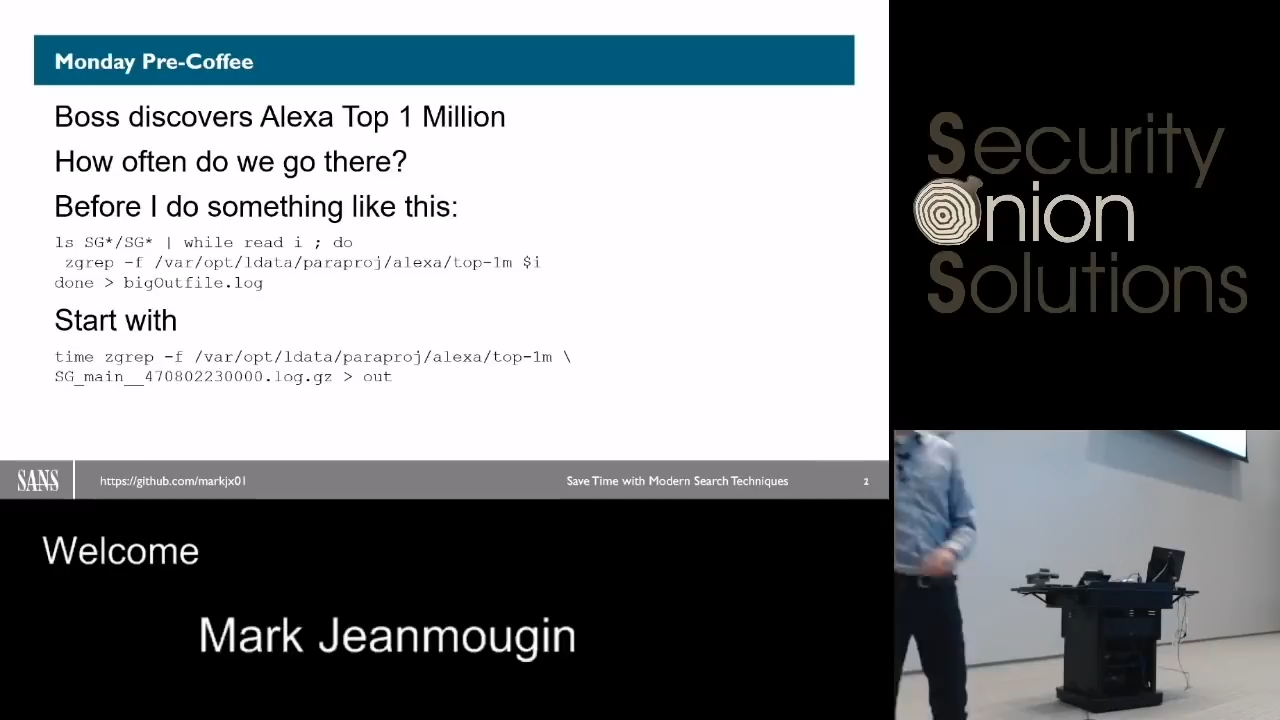 Monday Pre-Coffee
Boss discovers Alexa Top 1 Million
How often do we go there?
Before I do something like this:
ls SG*/SG* | while read i ; do
 zgrep -f /var/opt/ldata/paraproj/alexa/top-1m $i
done > bigOutfile.log
Start with
time zgrep -f /var/opt/ldata/paraproj/alexa/top-1m \
SG_main__470802230000.log.gz > out
SANS
https://github.com/markjx01
Save Time with Modern Search Techniques
2
Security
Onion
Solutions
Welcome
Mark Jeanmougin